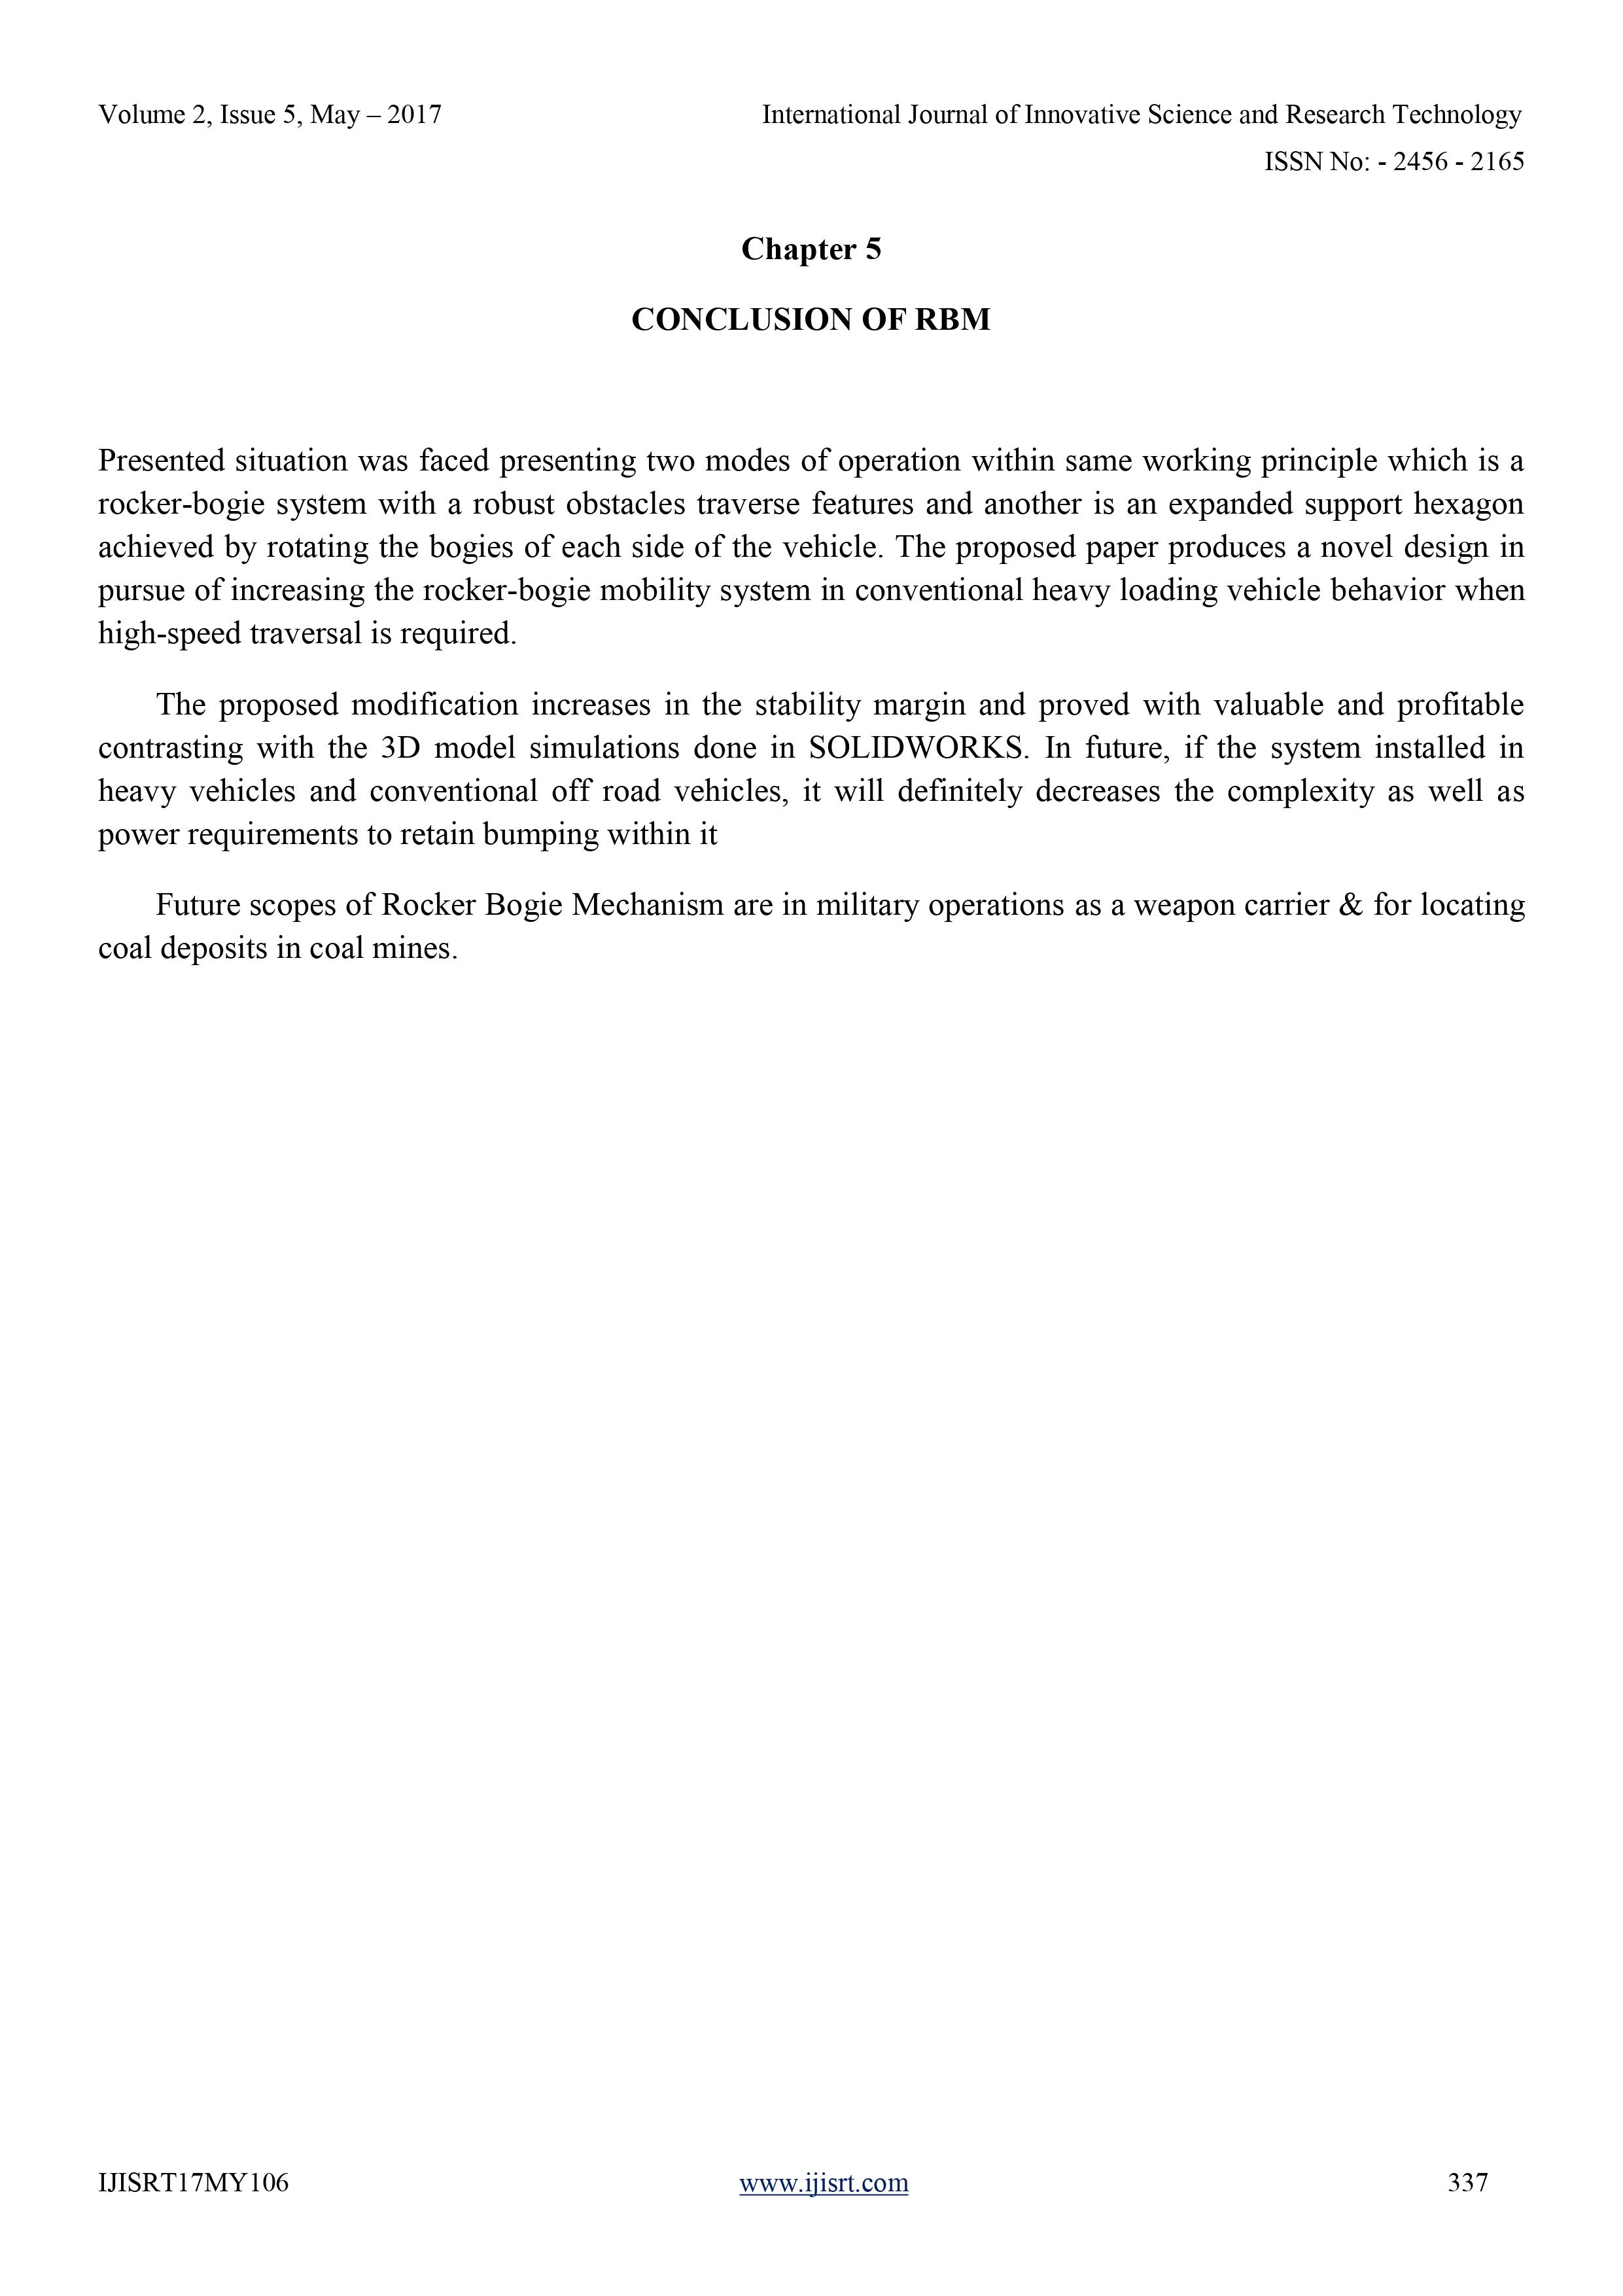 Volume 2, Issue 5, May – 2017 International Journal of Innovative Science and Research Technology
ISSN No: - 2456 - 2165
Chapter 5
CONCLUSION OF RBM
Presented situation was faced presenting two modes of operation within same working principle which is a
rocker-bogie system with a robust obstacles traverse features and another is an expanded support hexagon
achieved by rotating the bogies of each side of the vehicle. The proposed paper produces a novel design in
pursue of increasing the rocker-bogie mobility system in conventional heavy loading vehicle behavior when
high-speed traversal is required.
The proposed modification increases in the stability margin and proved with valuable and profitable
contrasting with the 3D model simulations done in SOLIDWORKS. In future, if the system installed in
heavy vehicles and conventional off road vehicles, it will definitely decreases the complexity as well as
power requirements to retain bumping within it
Future scopes of Rocker Bogie Mechanism are in military operations as a weapon carrier & for locating
coal deposits in coal mines.
IJISRT17MY106 www.ijisrt.com 337